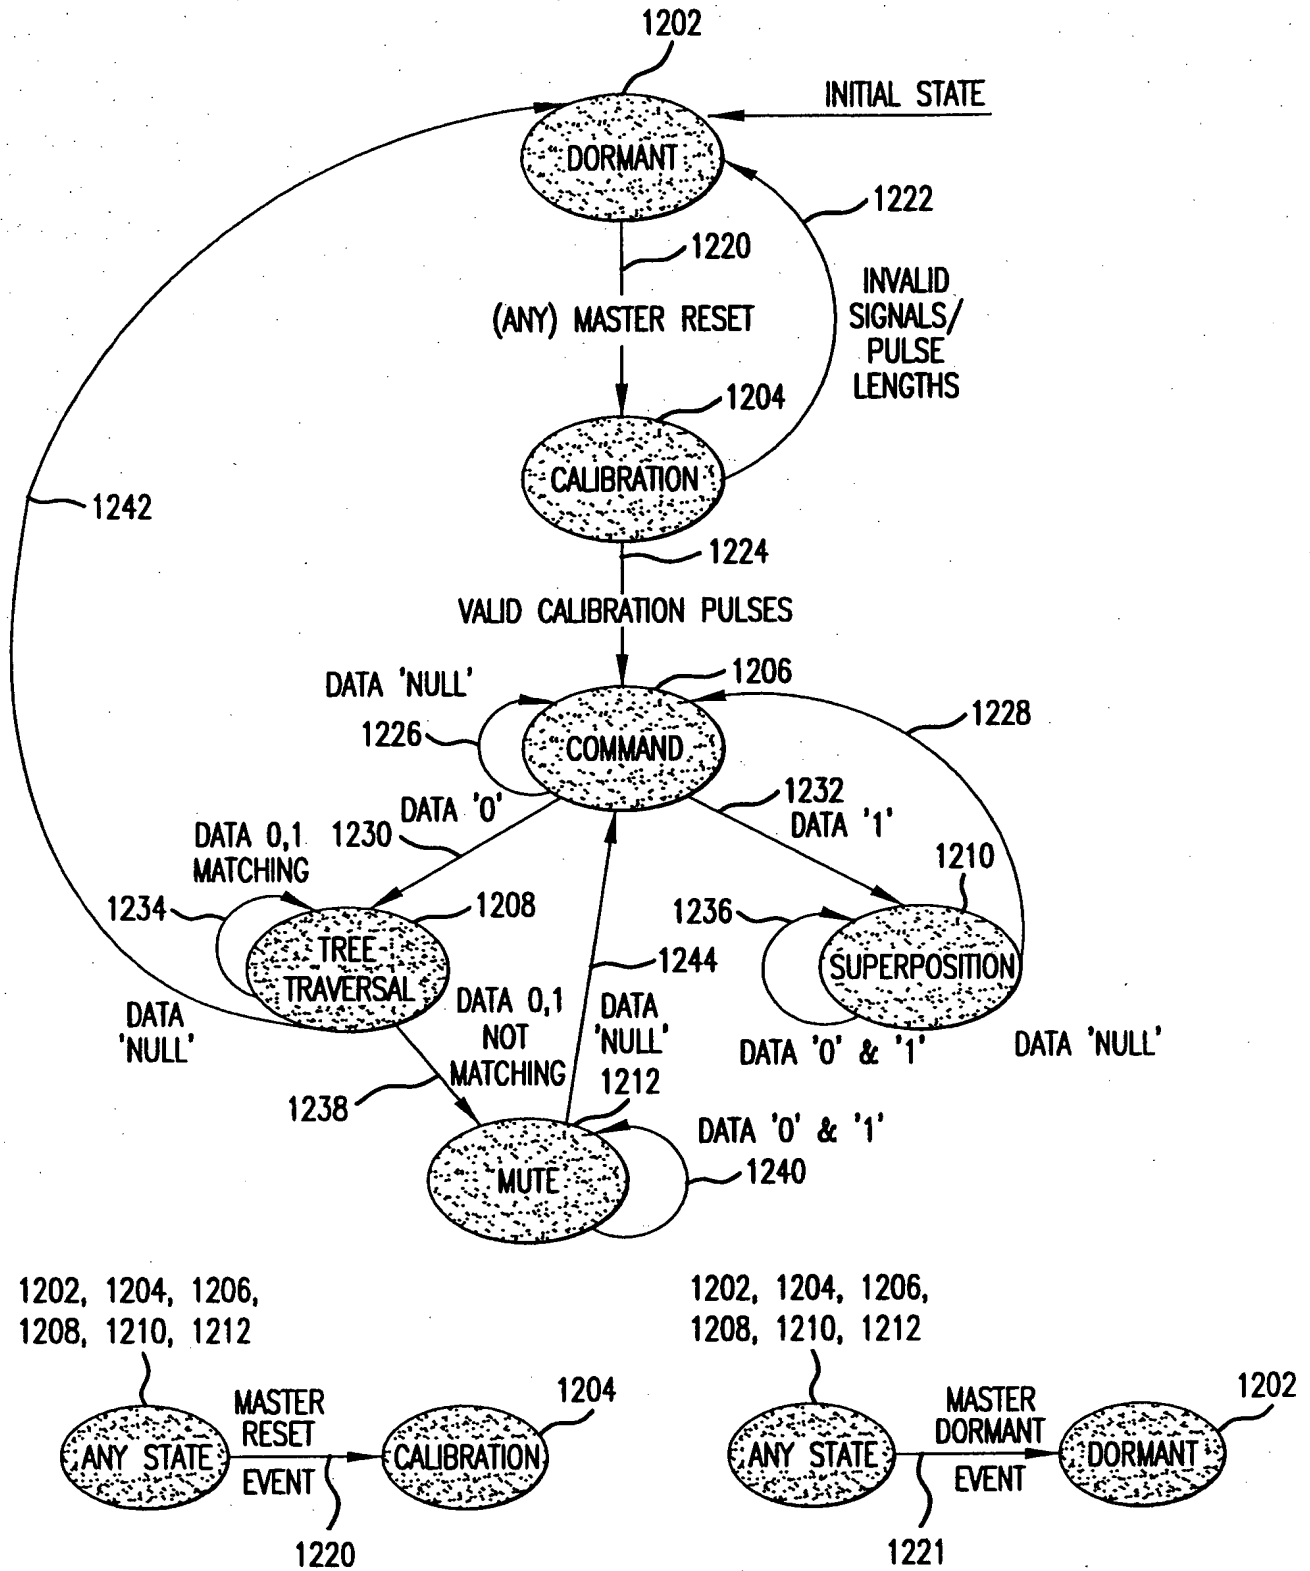 1202
INITIAL STATE
DORMANT
1222
1220
INVALID
SIGNALS/
PULSE
LENGTHS
(ANY) MASTER RESET
1204
CALIBRATION
1242
1224
VALID CALIBRATION PULSES
1206
DATA 'NULL'
1228
1226
COMMAND
1232
DATA '0'
DATA '1'
1230
DATA 0,1
MATCHING
1210
1234
1208
1236
TREE
TRAVERSAL
1244
SUPERPOSITION
DATA
'NULL'
DATA 0,1
NOT
MATCHING
DATA
'NULL'
DATA '0' & '1'
DATA 'NULL'
1212
1238
DATA '0' & '1'
MUTE
1240
1202, 1204, 1206,
1208, 1210, 1212
MASTER
RESET
EVENT
1204
ANY STATE
CALIBRATION
1220
1202, 1204, 1206,
1208, 1210, 1212
MASTER
DORMANT
EVENT
1202
ANY STATE
DORMANT
1221